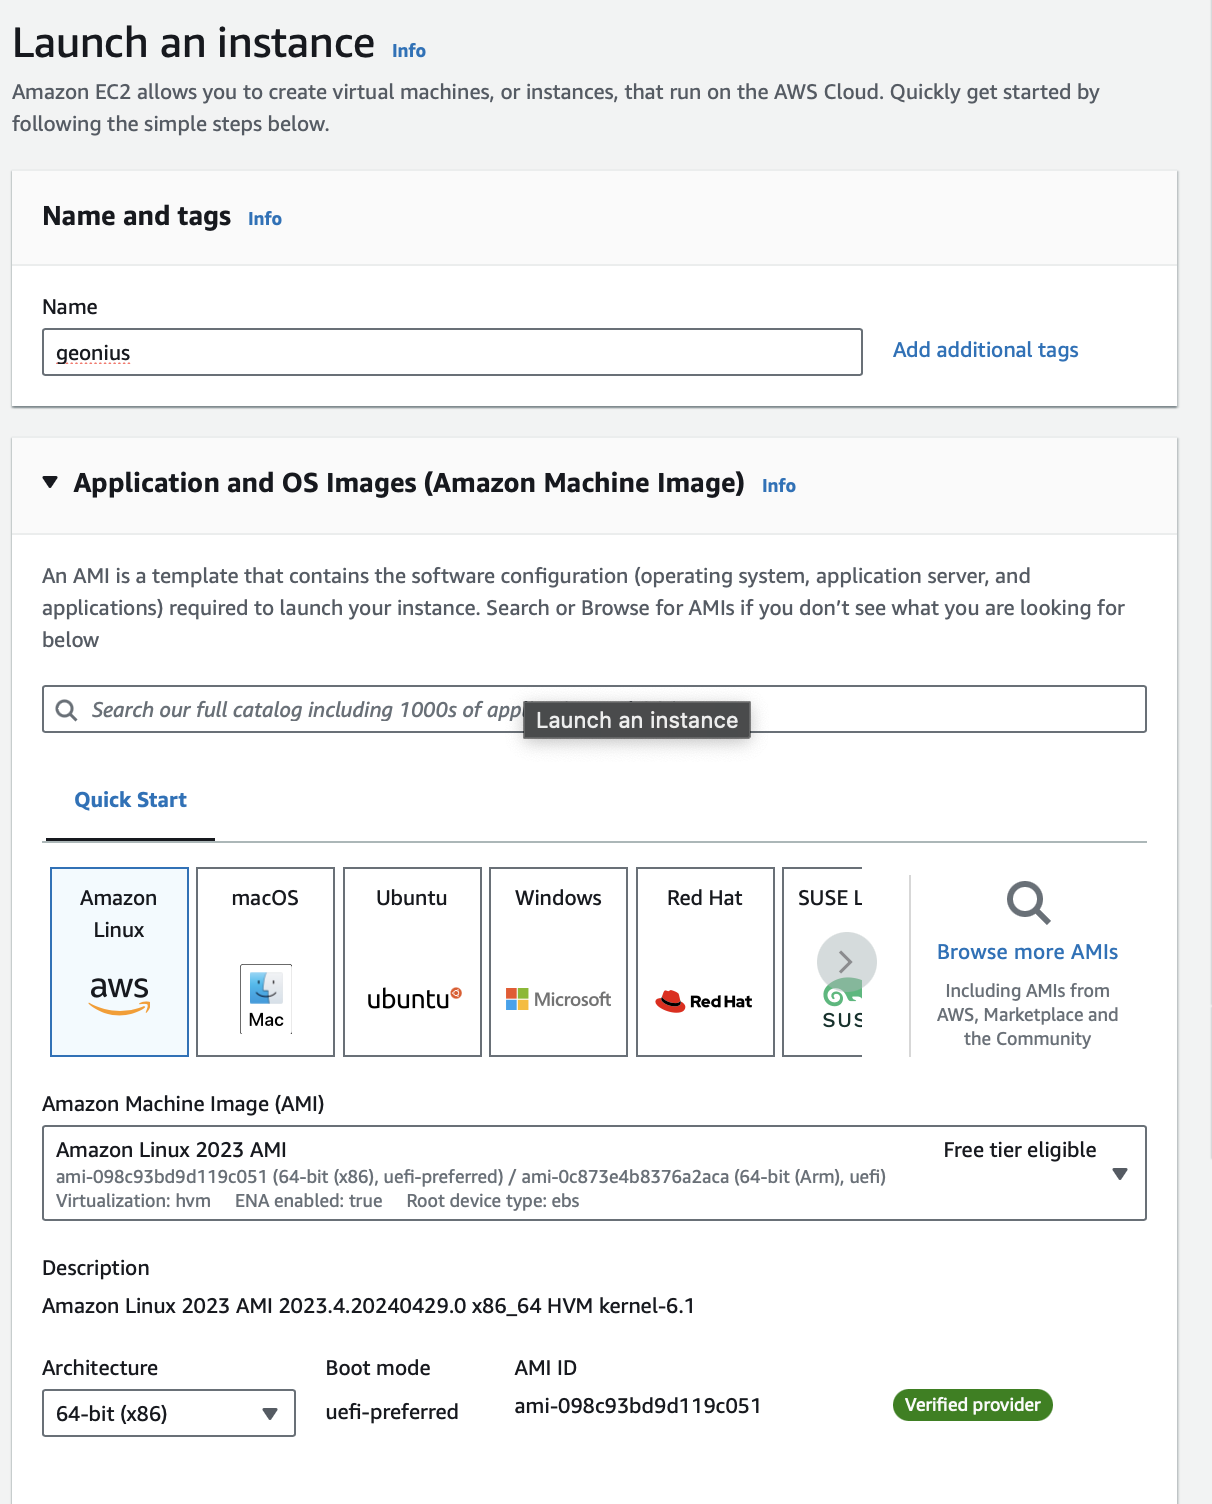 Launch an instance Info
Amazon EC2 allows you to create virtual machines, or instances, that run on the AWS Cloud. Quickly get started by
following the simple steps below.
Name and tags Info
Name
geonius
Add additional tags
Application and OS Images (Amazon Machine Image) Info
An AMI is a template that contains the software configuration (operating system, application server, and
applications) required to launch your instance. Search or Browse for AMIs if you don’t see what you are looking for
below
Search our full catalog including 1000s of
Launch an instance
Quick Start
Amazon
Linux
aws
macOS
Mac
Ubuntu
ubuntu
Windows
Microsoft
Red Hat
Red Hat
SUSE L
SUS
Browse more AMIs
Including AMIs from
AWS, Marketplace and
the Community
Amazon Machine Image (AMI)
Amazon Linux 2023 AMI
Free tier eligible
ami-098c93bd9d119c051 (64-bit (x86), uefi-preferred) / ami-0c873e4b8376a2aca (64-bit (Arm), uefi)
Virtualization: hvm ENA enabled: true Root device type: ebs
Description
Amazon Linux 2023 AMI 2023.4.20240429.0 x86_64 HVM kernel-6.1
Architecture
64-bit (x86)
Boot mode
uefi-preferred
AMI ID
ami-098c93bd9d119c051
Verified provider